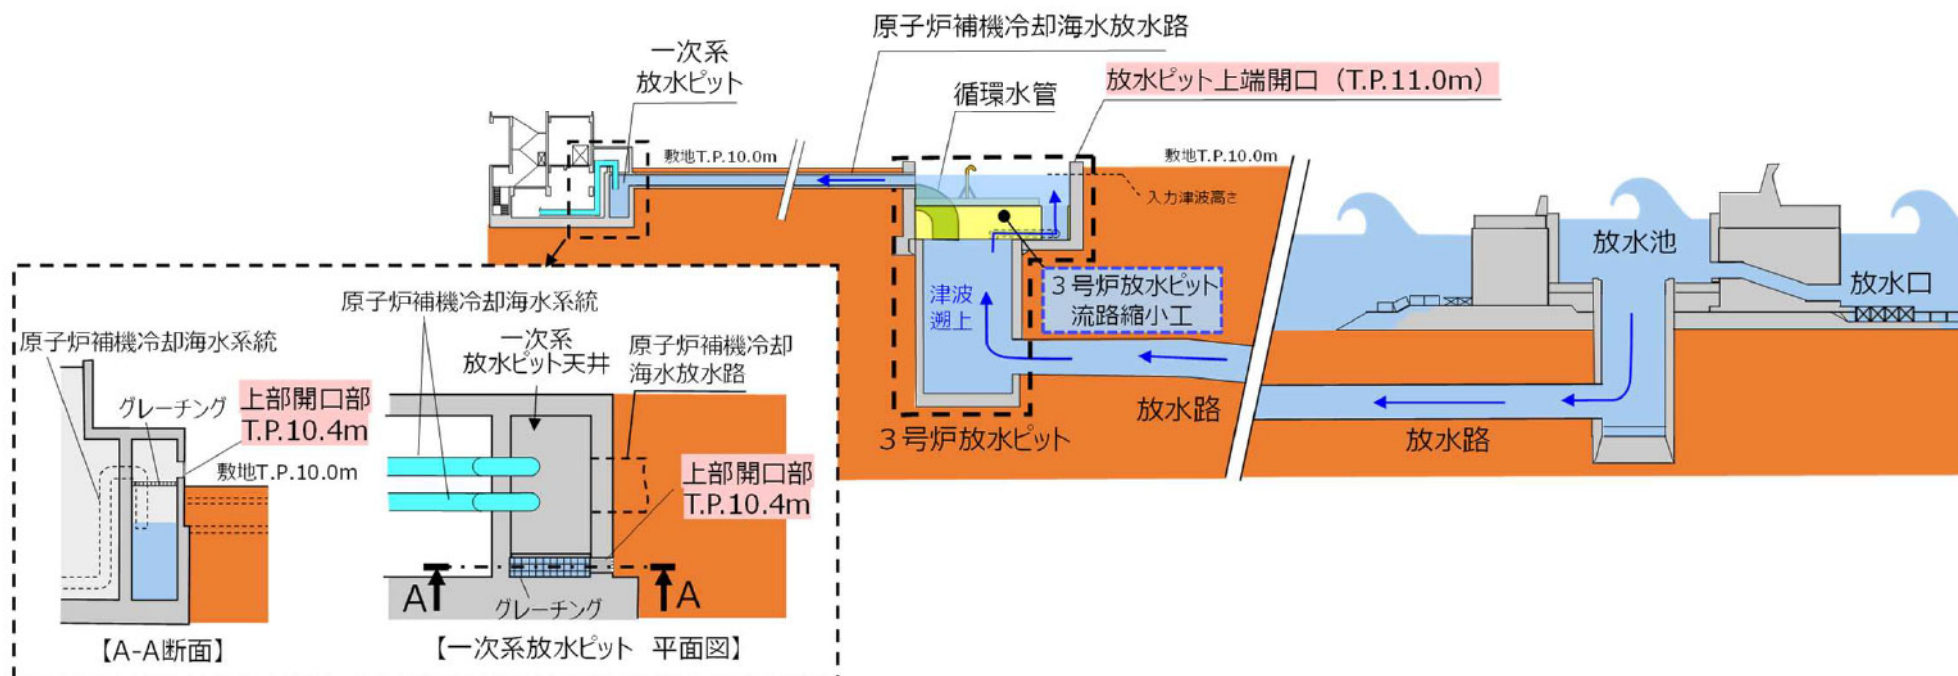 原子炉補機冷却海水放水路
一次系
放水ピット
放水ピット上端開口（T.P.11.0m）
循環水管
敷地T.P.10.0m
敷地T.P.10.0m
入力津波高さ
放水池
放水口
津波
遡上
３号炉放水ピット
流路縮小工
放水路
放水路
３号炉放水ピット
原子炉補機冷却海水系統
原子炉補機冷却海水系統
一次系
放水ピット天井
原子炉補機冷却
海水放水路
グレーチング
上部開口部
T.P.10.4m
敷地T.P.10.0m
上部開口部
T.P.10.4m
A
A
グレーチング
【A-A断面】
【一次系放水ピット　平面図】